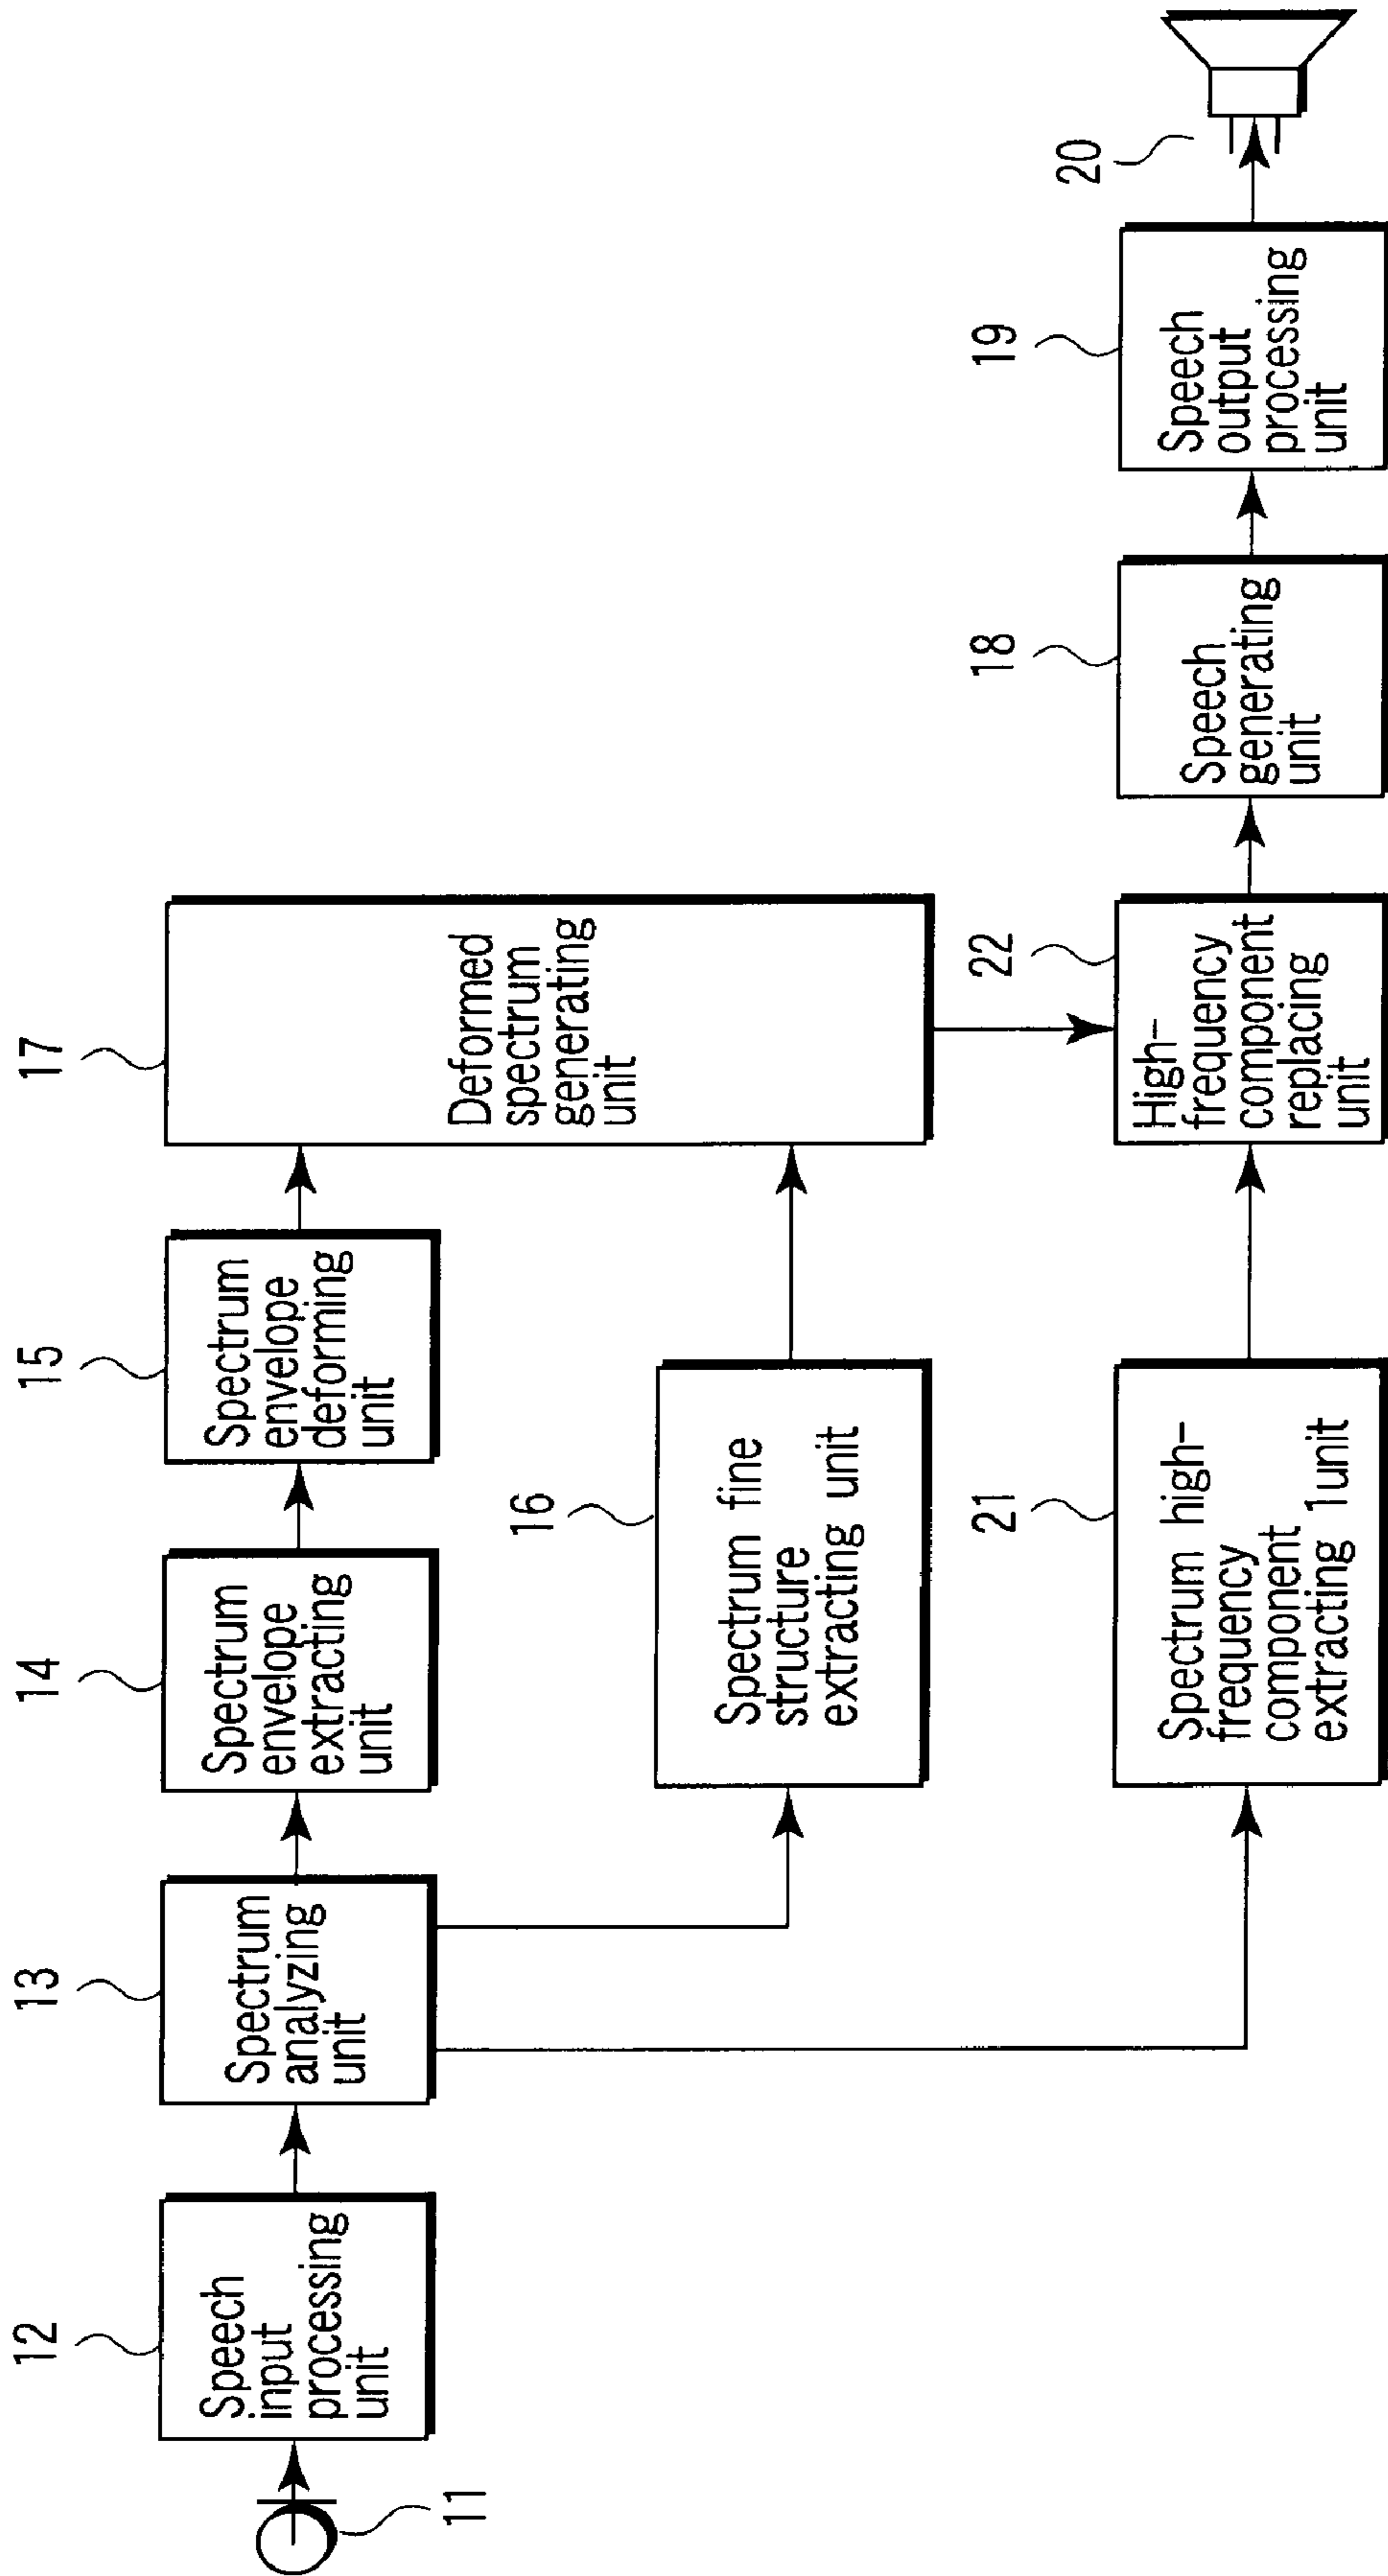 11
12
Speech
input
processing
unit
13
Spectrum
analyzing
unit
14
Spectrum
envelope
extracting
unit
15
Spectrum
envelope
deforming
unit
16
Spectrum fine
structure
extracting unit
17
Deformed
spectrum
generating
unit
21
Spectrum high-
frequency
component
extracting 1unit
22
High-
frequency
component
replacing
unit
18
Speech
generating
unit
19
Speech
output
processing
unit
20